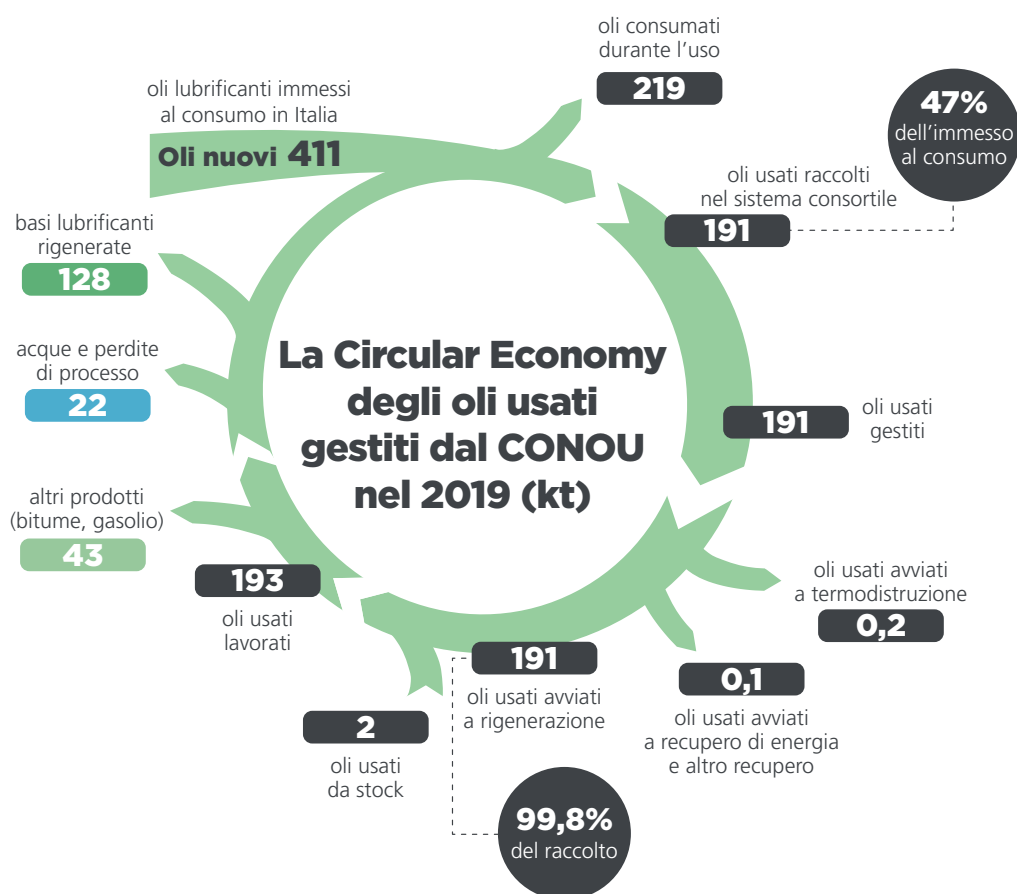 oli consumati
durante l'uso
219
47%
dell'immesso
al consumo
oli lubrificanti immessi
al consumo in Italia
Oli nuovi 411
oli usati raccolti
nel sistema consortile
191
basi lubrificanti
rigenerate
128
acque e perdite
di processo
22
La Circular Economy
degli oli usati
gestiti dal CONOU
nel 2019 (kt)
191
oli usati
gestiti
altri prodotti
(bitume, gasolio)
43
193
oli usati
lavorati
oli usati avviati
a termodistruzione
0,2
191
oli usati avviati
a rigenerazione
0,1
oli usati avviati
a recupero di energia
e altro recupero
2
oli usati
da stock
99,8%
del raccolto